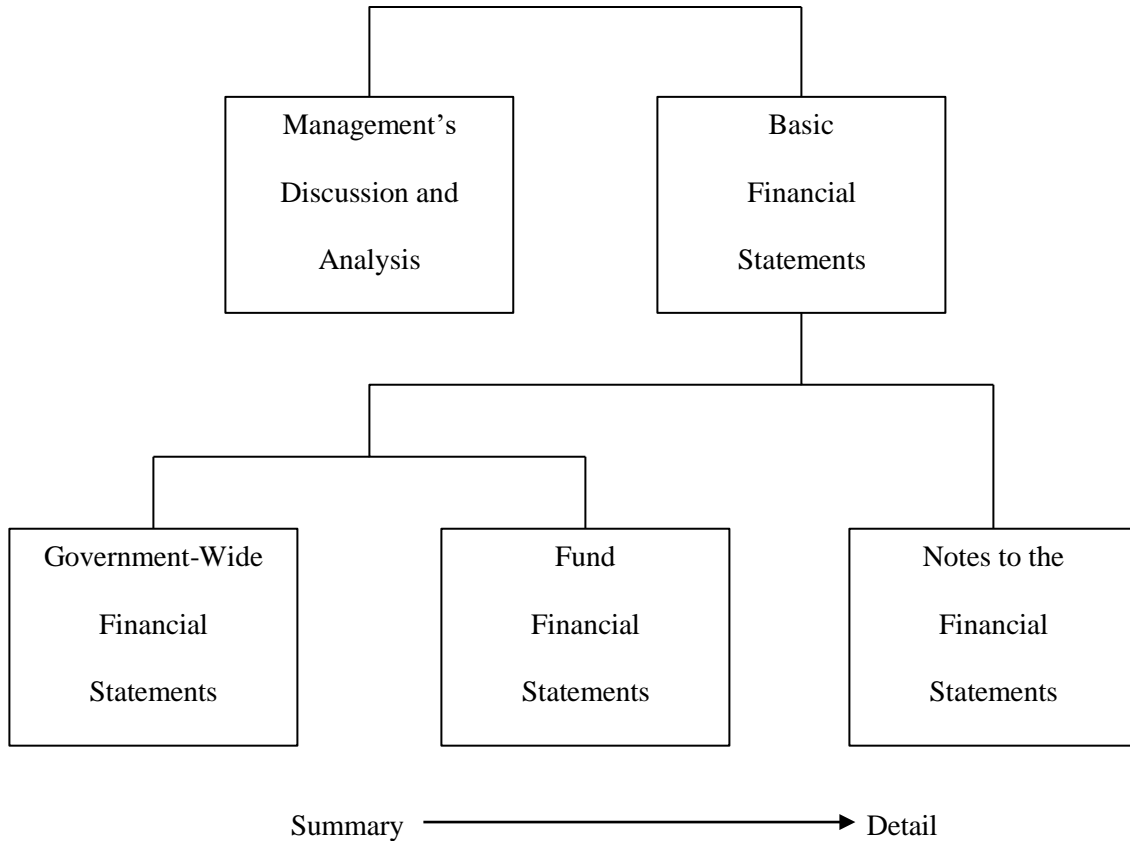 Management’s
Discussion and
Analysis
Basic
Financial
Statements
Government-Wide
Financial
Statements
Fund
Financial
Statements
Notes to the
Financial
Statements
Summary
Detail